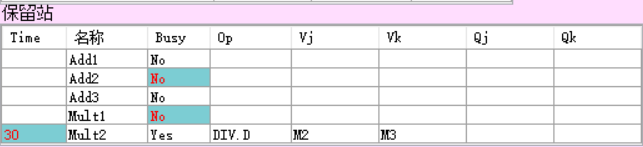 保留站
Time 名称 Busy Op Vj Vk Qj Qk
Add1 No
Add2 No
Add3 No
Mult1 No
30 Mult2 Yes DIV.D M2 M3